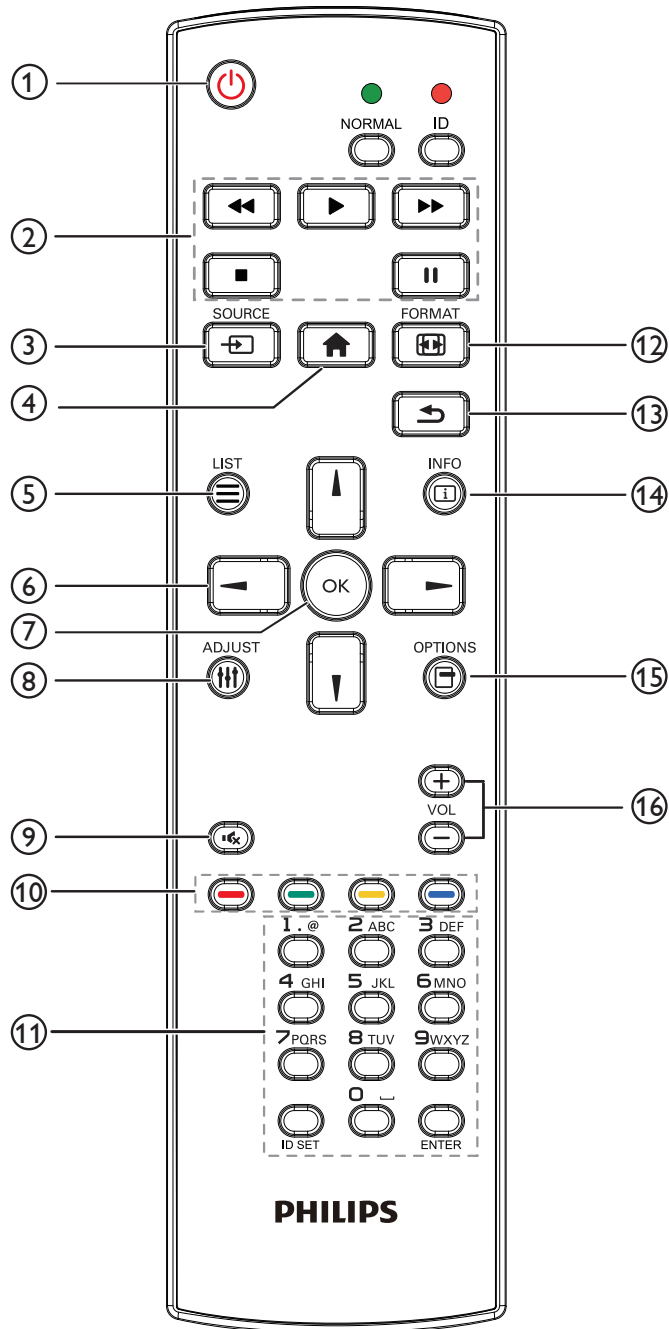 ①
NORMAL ID
②
SOURCE FORMAT
③ ⑫
④
⑬
LIST INFO
⑤ i ⑭
⑥
OK
⑦
ADJUST OPTIONS
⑧ ⑮
+
VOL ⑯
⑨ −
⑩
1 . @ 2 ABC 3 DEF
4 GHI 5 JKL 6 MNO
⑪
7 PQRS 8 TUV 9 WXYZ
0 ⎵
ID SET ENTER
PHILIPS